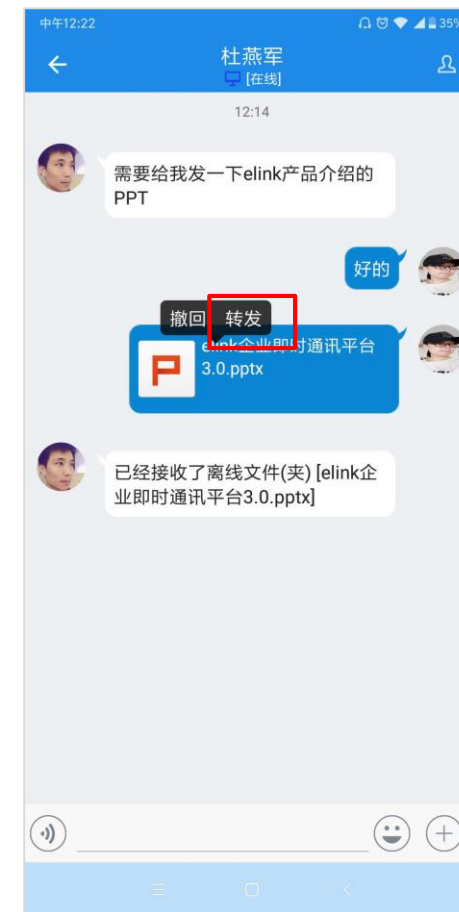 中午12:22
35%
杜燕军
[在线]
12:14
需要给我发一下elink产品介绍的
PPT
好的
撤回 转发
elink企业即时通讯平台
3.0.pptx
已经接收了离线文件(夹) [elink企
业即时通讯平台3.0.pptx]